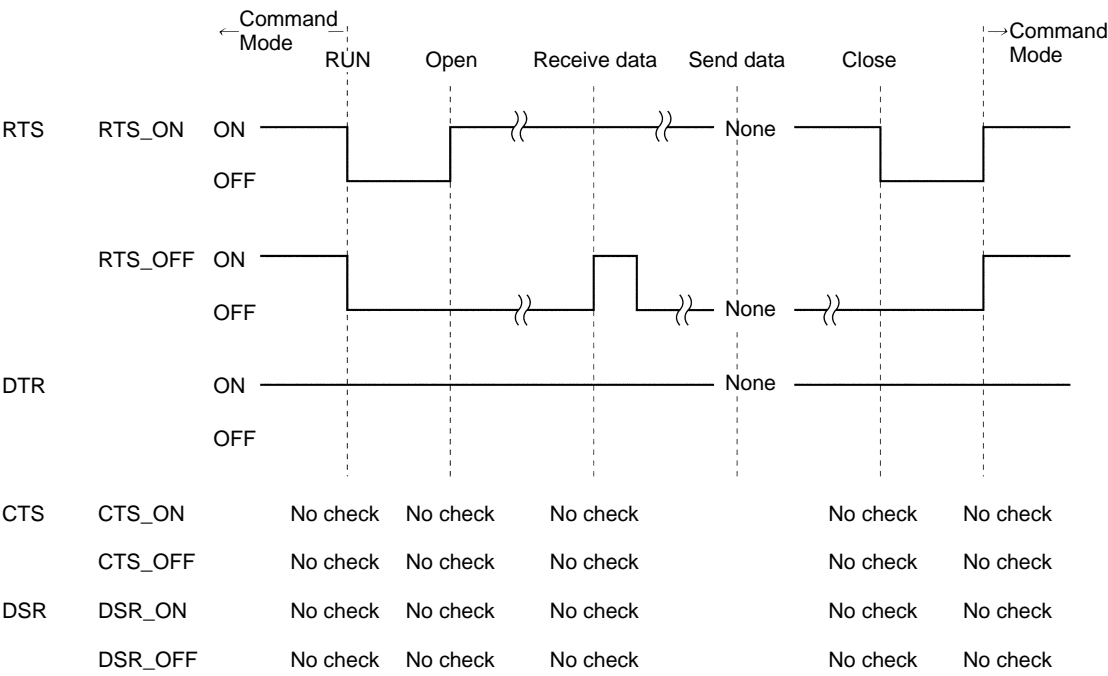 ←Command
Mode
→Command
Mode
RUN Open Receive data Send data Close
RTS RTS_ON ON None
OFF
RTS_OFF ON
OFF None
DTR ON None
OFF
CTS CTS_ON No check No check No check No check No check
CTS_OFF No check No check No check No check No check
DSR DSR_ON No check No check No check No check No check
DSR_OFF No check No check No check No check No check